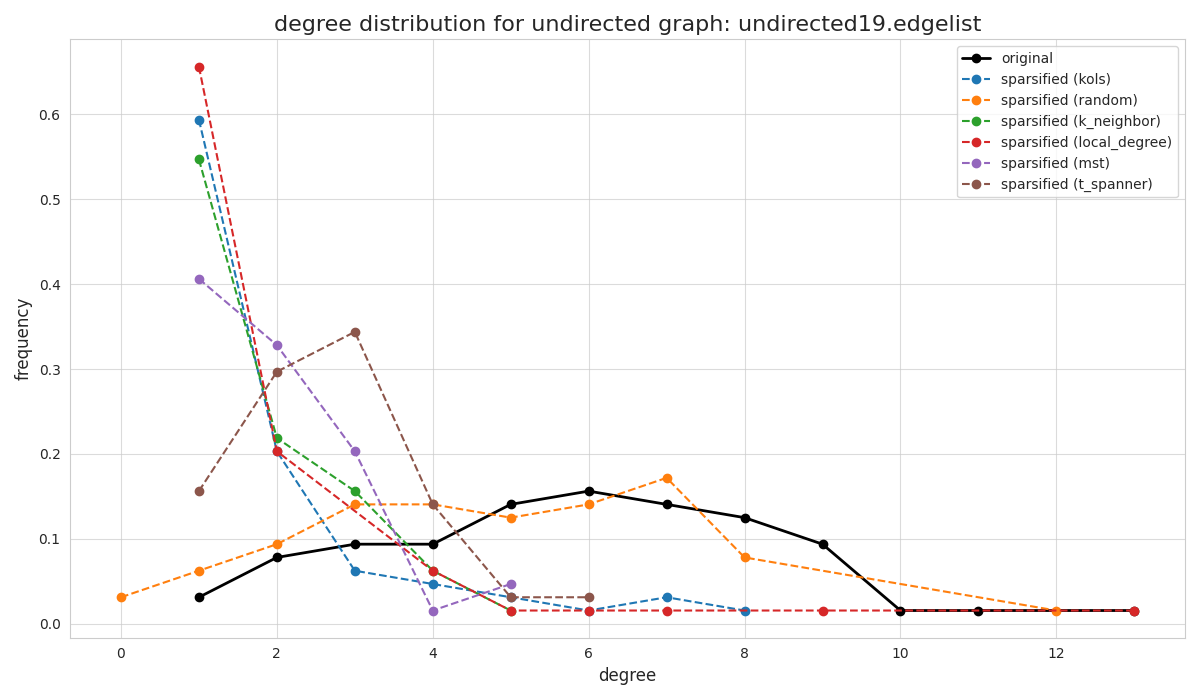 degree distribution for undirected graph: undirected19.edgelist
original
sparsified (kols)
sparsified (random)
sparsified (k_neighbor)
sparsified (local_degree)
sparsified (mst)
sparsified (t_spanner)
frequency
0.6
0.5
0.4
0.3
0.2
0.1
0.0
0 2 4 6 8 10 12
degree